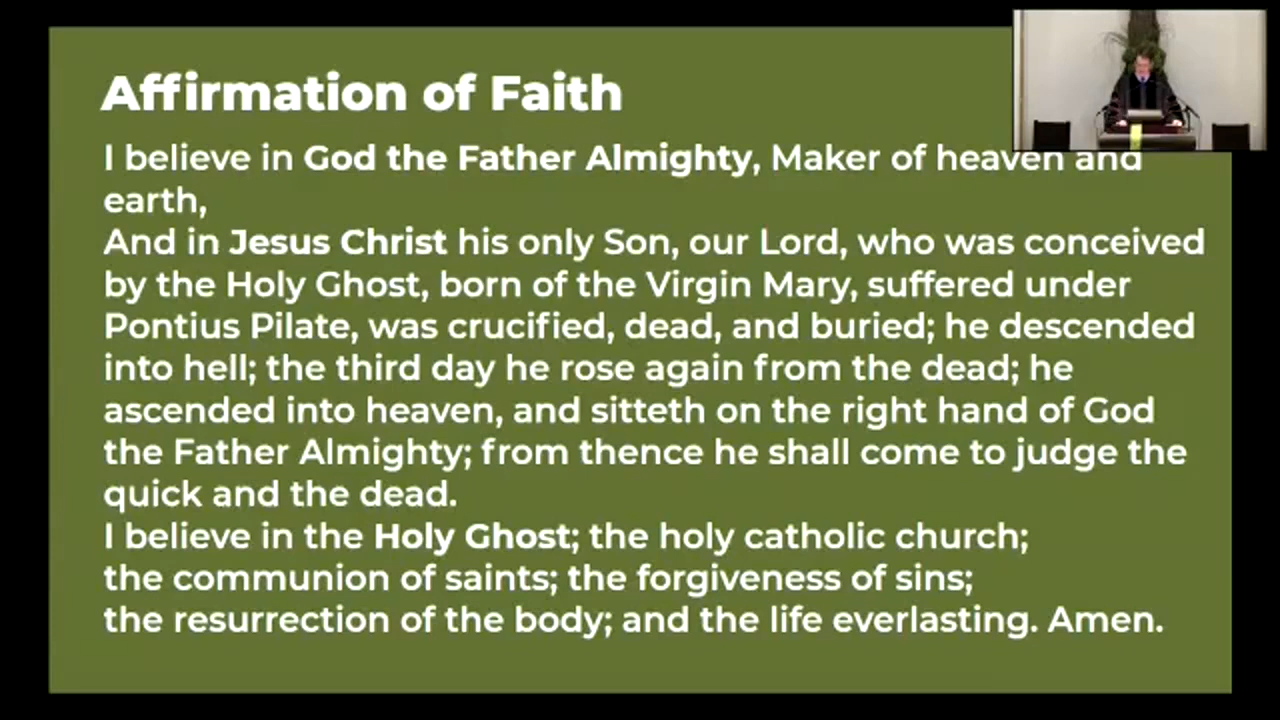 Affirmation of Faith
I believe in God the Father Almighty, Maker of heaven and
earth,
And in Jesus Christ his only Son, our Lord, who was conceived
by the Holy Ghost, born of the Virgin Mary, suffered under
Pontius Pilate, was crucified, dead, and buried; he descended
into hell; the third day he rose again from the dead; he
ascended into heaven, and sitteth on the right hand of God
the Father Almighty; from thence he shall come to judge the
quick and the dead.
I believe in the Holy Ghost; the holy catholic church;
the communion of saints; the forgiveness of sins;
the resurrection of the body; and the life everlasting. Amen.